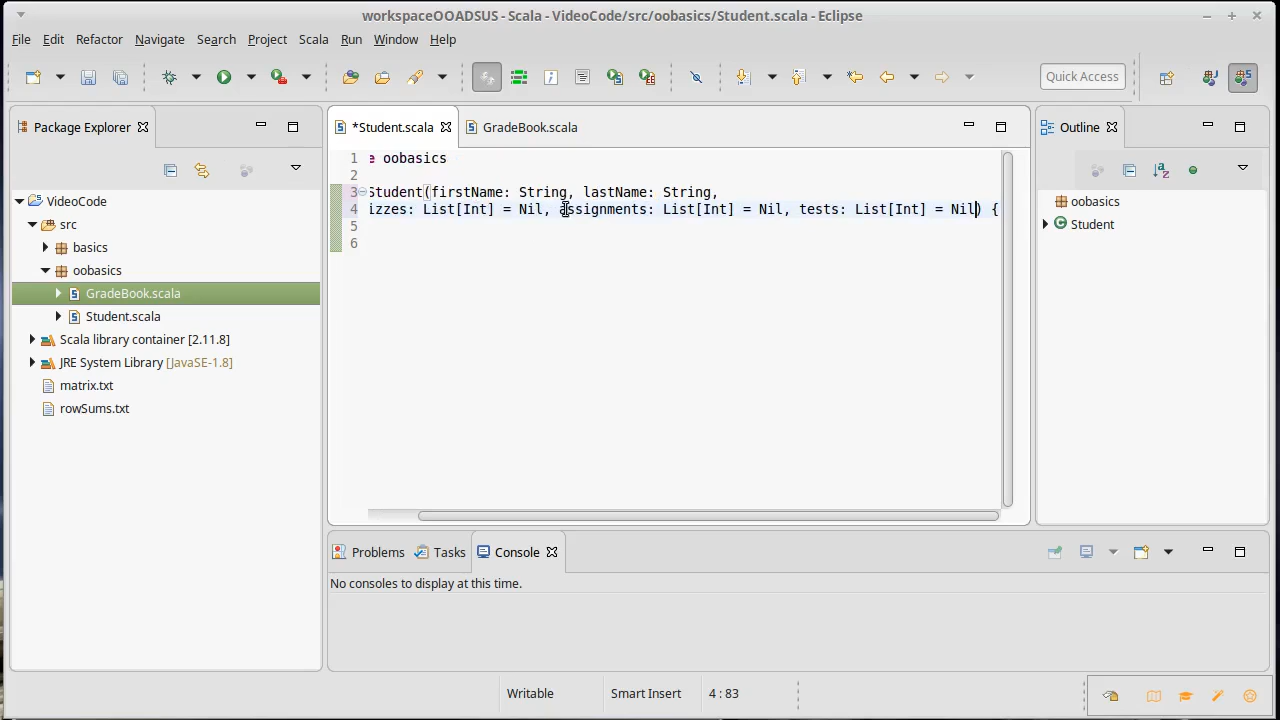 workspaceOOADSUS - Scala - VideoCode/src/oobasics/Student.scala - Eclipse
File Edit Refactor Navigate Search Project Scala Run Window Help
Quick Access
Package Explorer
*Student.scala
GradeBook.scala
Outline
VideoCode
src
basics
oobasics
GradeBook.scala
Student.scala
Scala library container [2.11.8]
JRE System Library [JavaSE-1.8]
matrix.txt
rowSums.txt
1 e oobasics
2
3 Student(firstName: String, lastName: String,
4 izzes: List[Int] = Nil, assignments: List[Int] = Nil, tests: List[Int] = Nil) {
5
6
oobasics
Student
Problems Tasks Console
No consoles to display at this time.
Writable Smart Insert 4 : 83